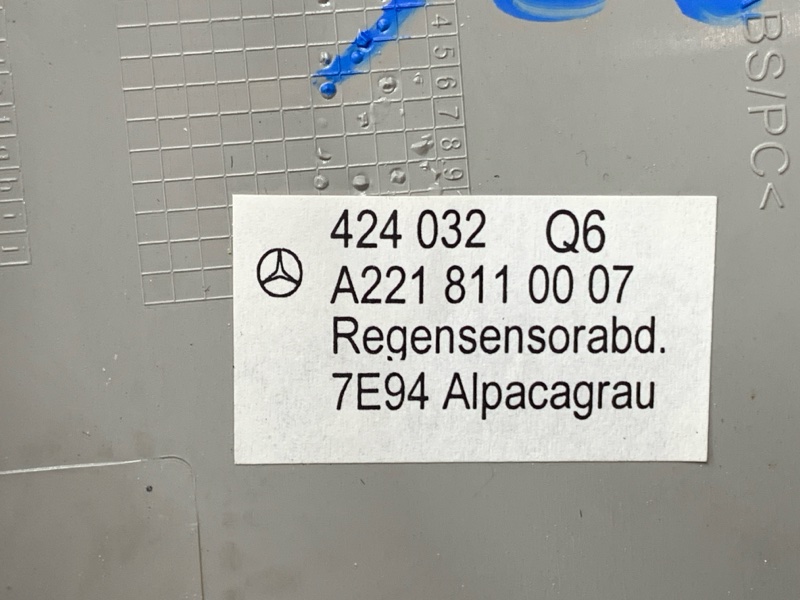 4
5
6
7
8
9
BS/PC<
424 032 Q6
A221 811 00 07
Regensensorabd.
7E94 Alpacagrau